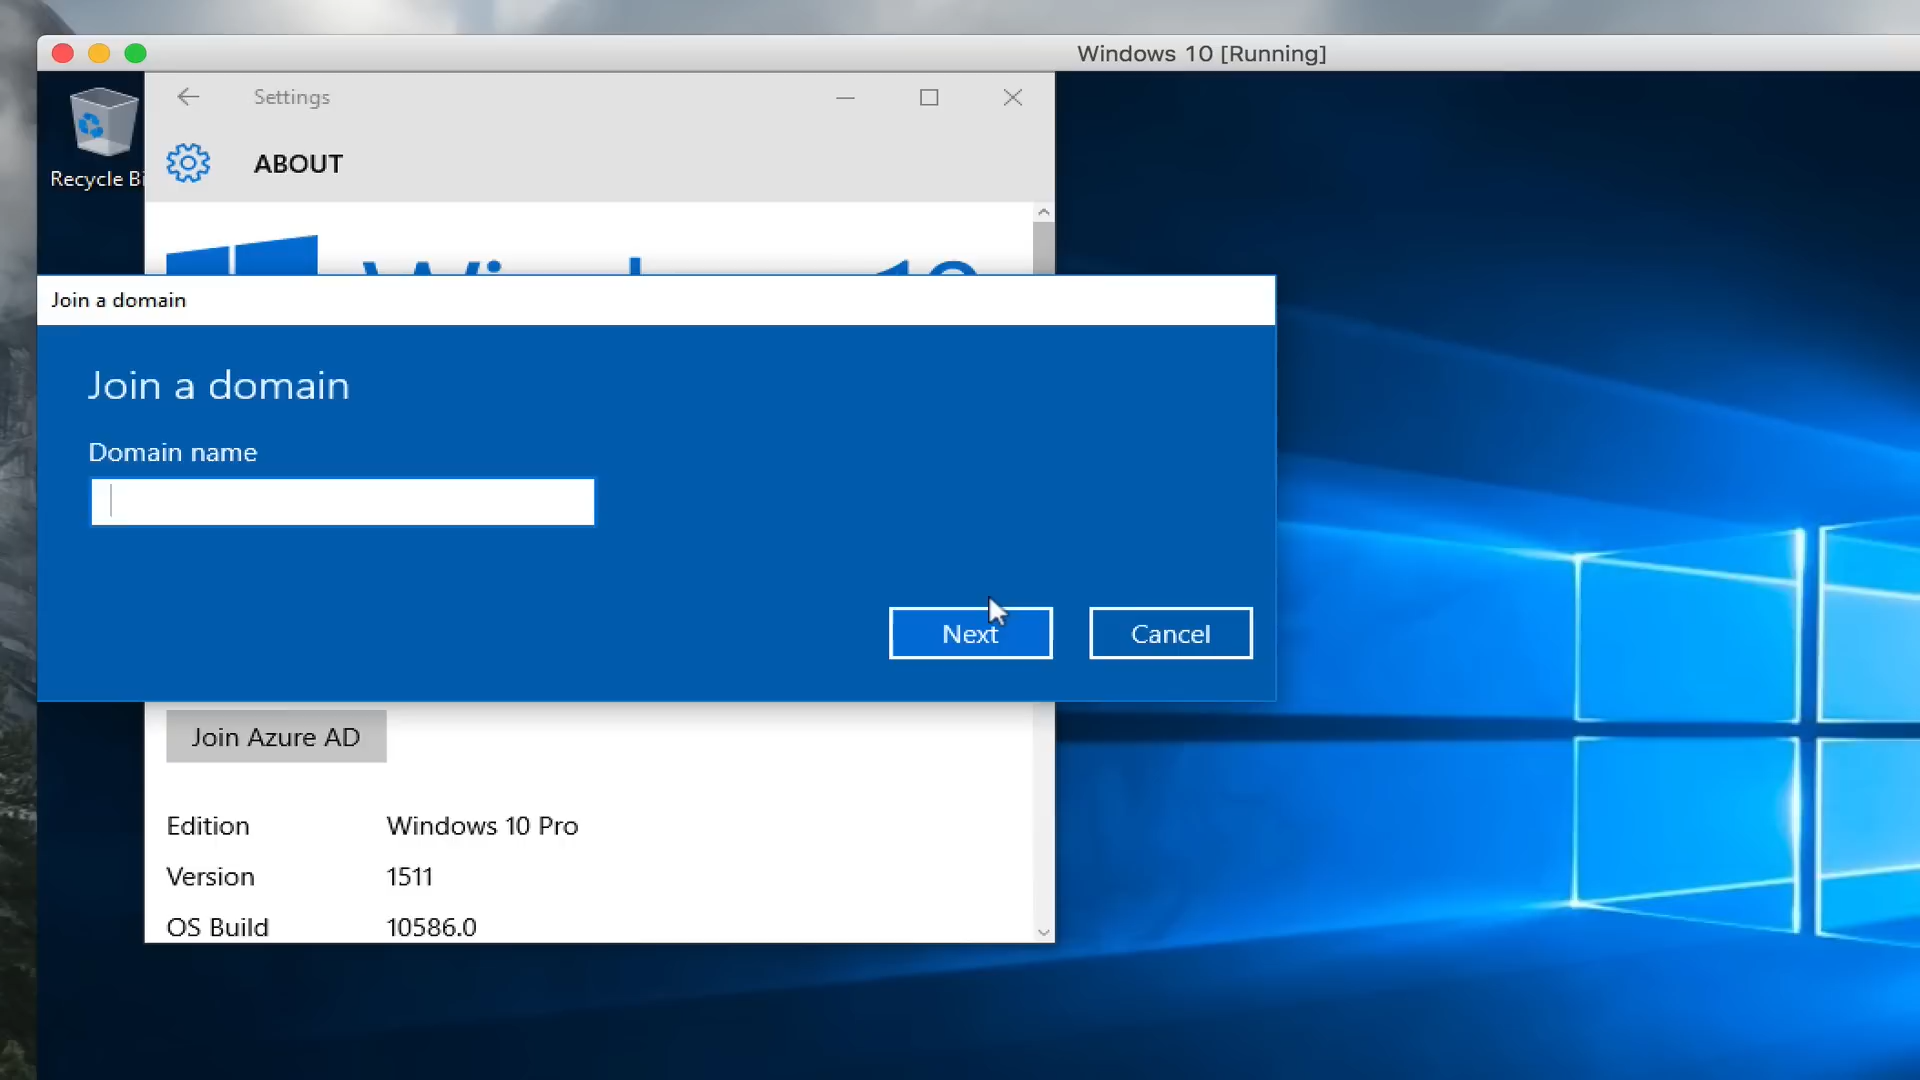 Windows 10 [Running]
Settings
ABOUT
Recycle Bi
Join a domain
Join a domain
Domain name
Next
Cancel
Join Azure AD
Edition Windows 10 Pro
Version 1511
OS Build 10586.0